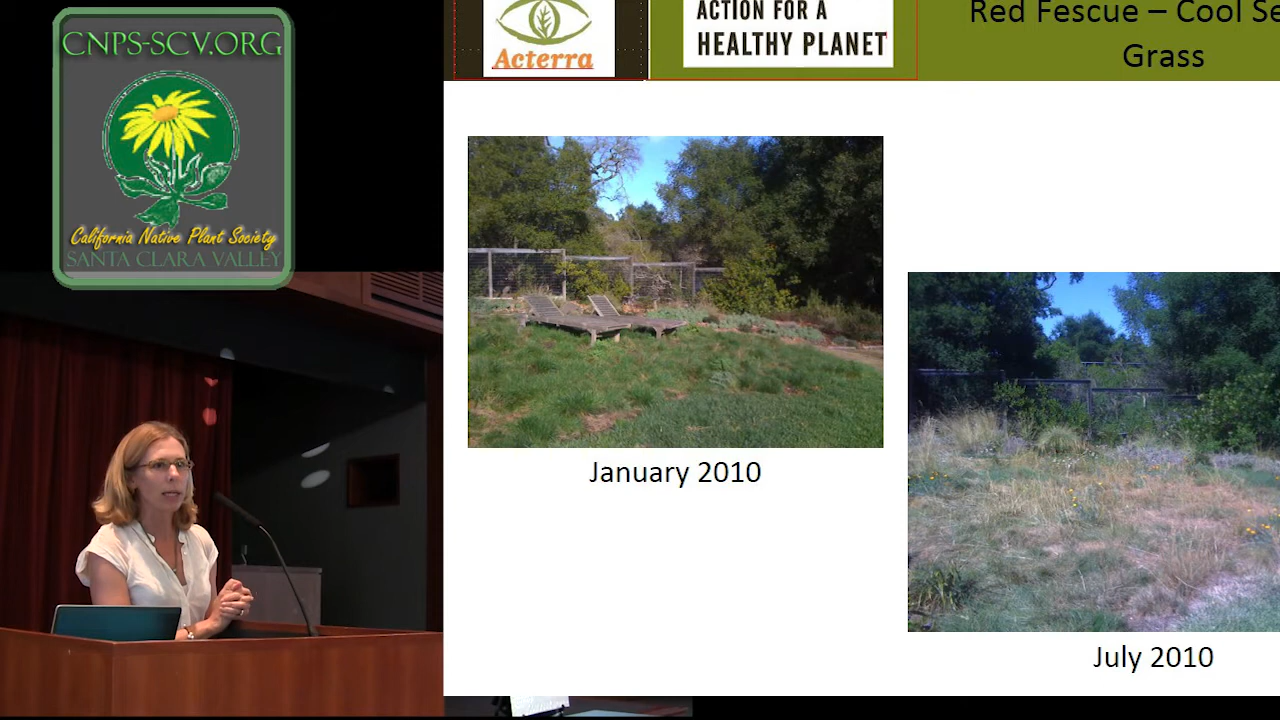 CNPS-SCV.ORG
California Native Plant Society
SANTA CLARA VALLEY
Acterra
ACTION FOR A
HEALTHY PLANET
Red Fescue – Cool Se
Grass
January 2010
July 2010